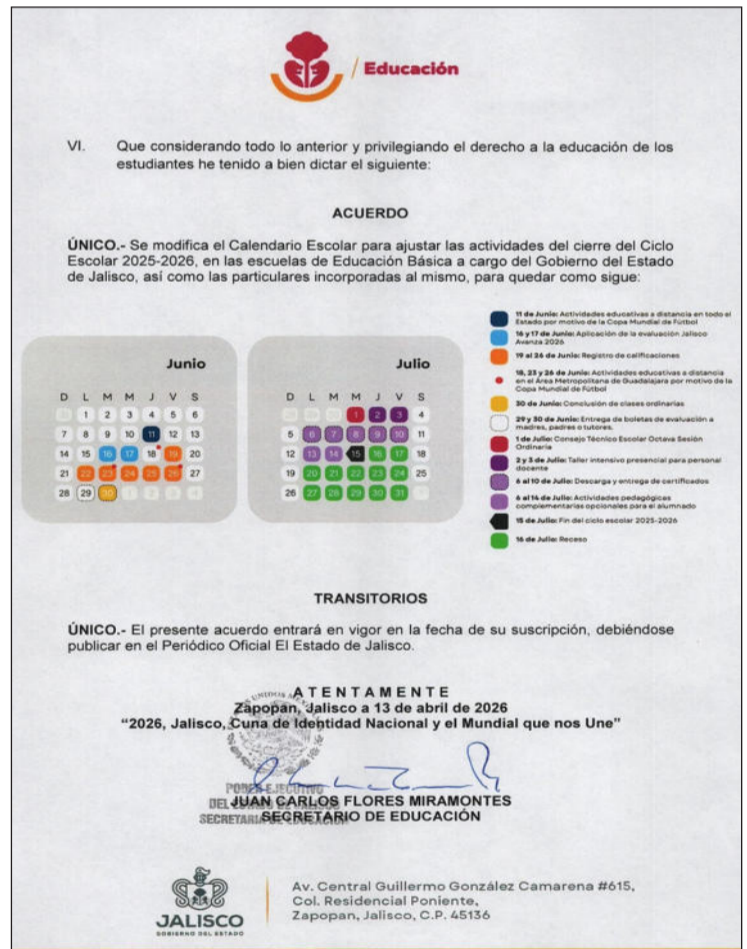 Educación
VI. Que considerando todo lo anterior y privilegiando el derecho a la educación de los
estudiantes he tenido a bien dictar el siguiente:
ACUERDO
ÚNICO.- Se modifica el Calendario Escolar para ajustar las actividades del cierre del Ciclo
Escolar 2025-2026, en las escuelas de Educación Básica a cargo del Gobierno del Estado
de Jalisco, así como las particulares incorporadas al mismo, para quedar como sigue:
Junio
D L M M J V S
1 2 3 4 5 6
7 8 9 10 11 12 13
14 15 16 17 18 19 20
21 22 23 24 25 26 27
28 29 30
Julio
D L M M J V S
1 2 3 4
5 6 7 8 9 10 11
12 13 14 15 16 17 18
19 20 21 22 23 24 25
26 27 28 29 30 31
11 de Junio: Actividades educativas a distancia en todo el
Estado por motivo de la Copa Mundial de Fútbol
16 y 17 de Junio: Aplicación de la evaluación Jalisco
Avanza 2026
19 al 26 de Junio: Registro de calificaciones
18, 23 y 26 de Junio: Actividades educativas a distancia
en el Área Metropolitana de Guadalajara por motivo de la
Copa Mundial de Fútbol
30 de Junio: Conclusión de clases ordinarias
29 y 30 de Junio: Entrega de boletas de evaluación a
madres, padres o tutores.
1 de Julio: Consejo Técnico Escolar Octava Sesión
Ordinaria
2 y 3 de Julio: Taller intensivo presencial para personal
docente
6 al 10 de Julio: Descarga y entrega de certificados
6 al 14 de Julio: Actividades pedagógicas
complementarias opcionales para el alumnado
15 de Julio: Fin del ciclo escolar 2025-2026
16 de Julio: Receso
TRANSITORIOS
ÚNICO.- El presente acuerdo entrará en vigor en la fecha de su suscripción, debiéndose
publicar en el Periódico Oficial El Estado de Jalisco.
ATENTAMENTE
Zapopan, Jalisco a 13 de abril de 2026
“2026, Jalisco, Cuna de Identidad Nacional y el Mundial que nos Une”
PODER EJECUTIVO
JUAN CARLOS FLORES MIRAMONTES
SECRETARIO DE EDUCACIÓN
JALISCO
GOBIERNO DEL ESTADO
Av. Central Guillermo González Camarena #615,
Col. Residencial Poniente,
Zapopan, Jalisco, C.P. 45136